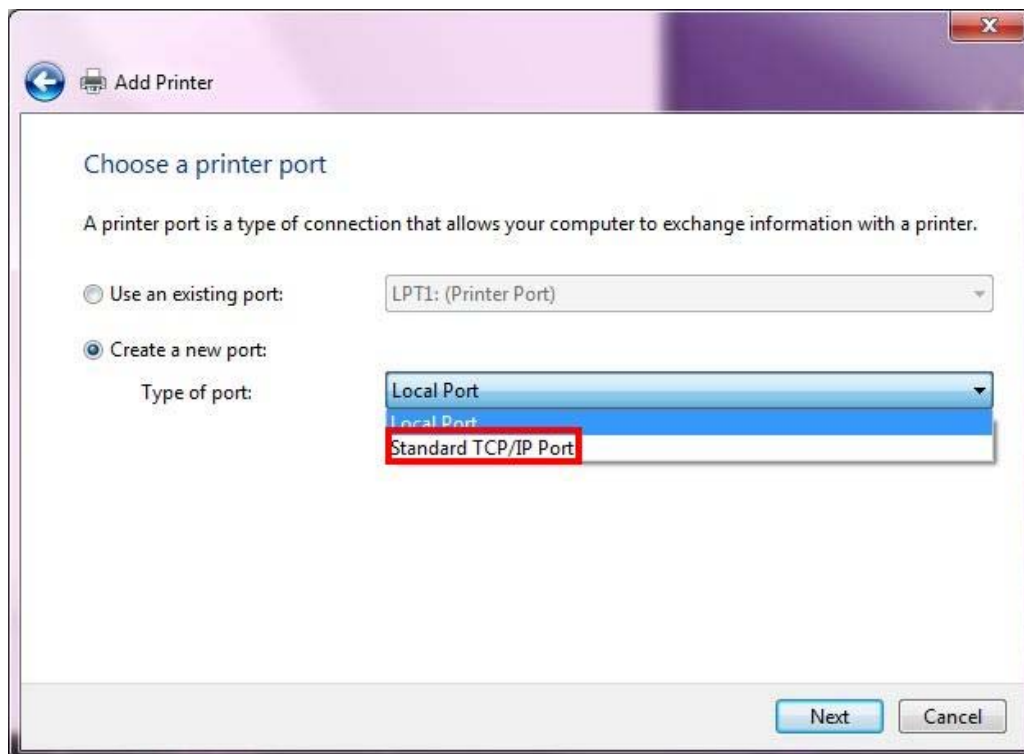 Add Printer
Choose a printer port
A printer port is a type of connection that allows your computer to exchange information with a printer.
Use an existing port: LPT1: (Printer Port)
Create a new port:
Type of port: Local Port
Local Port
Standard TCP/IP Port
Next Cancel